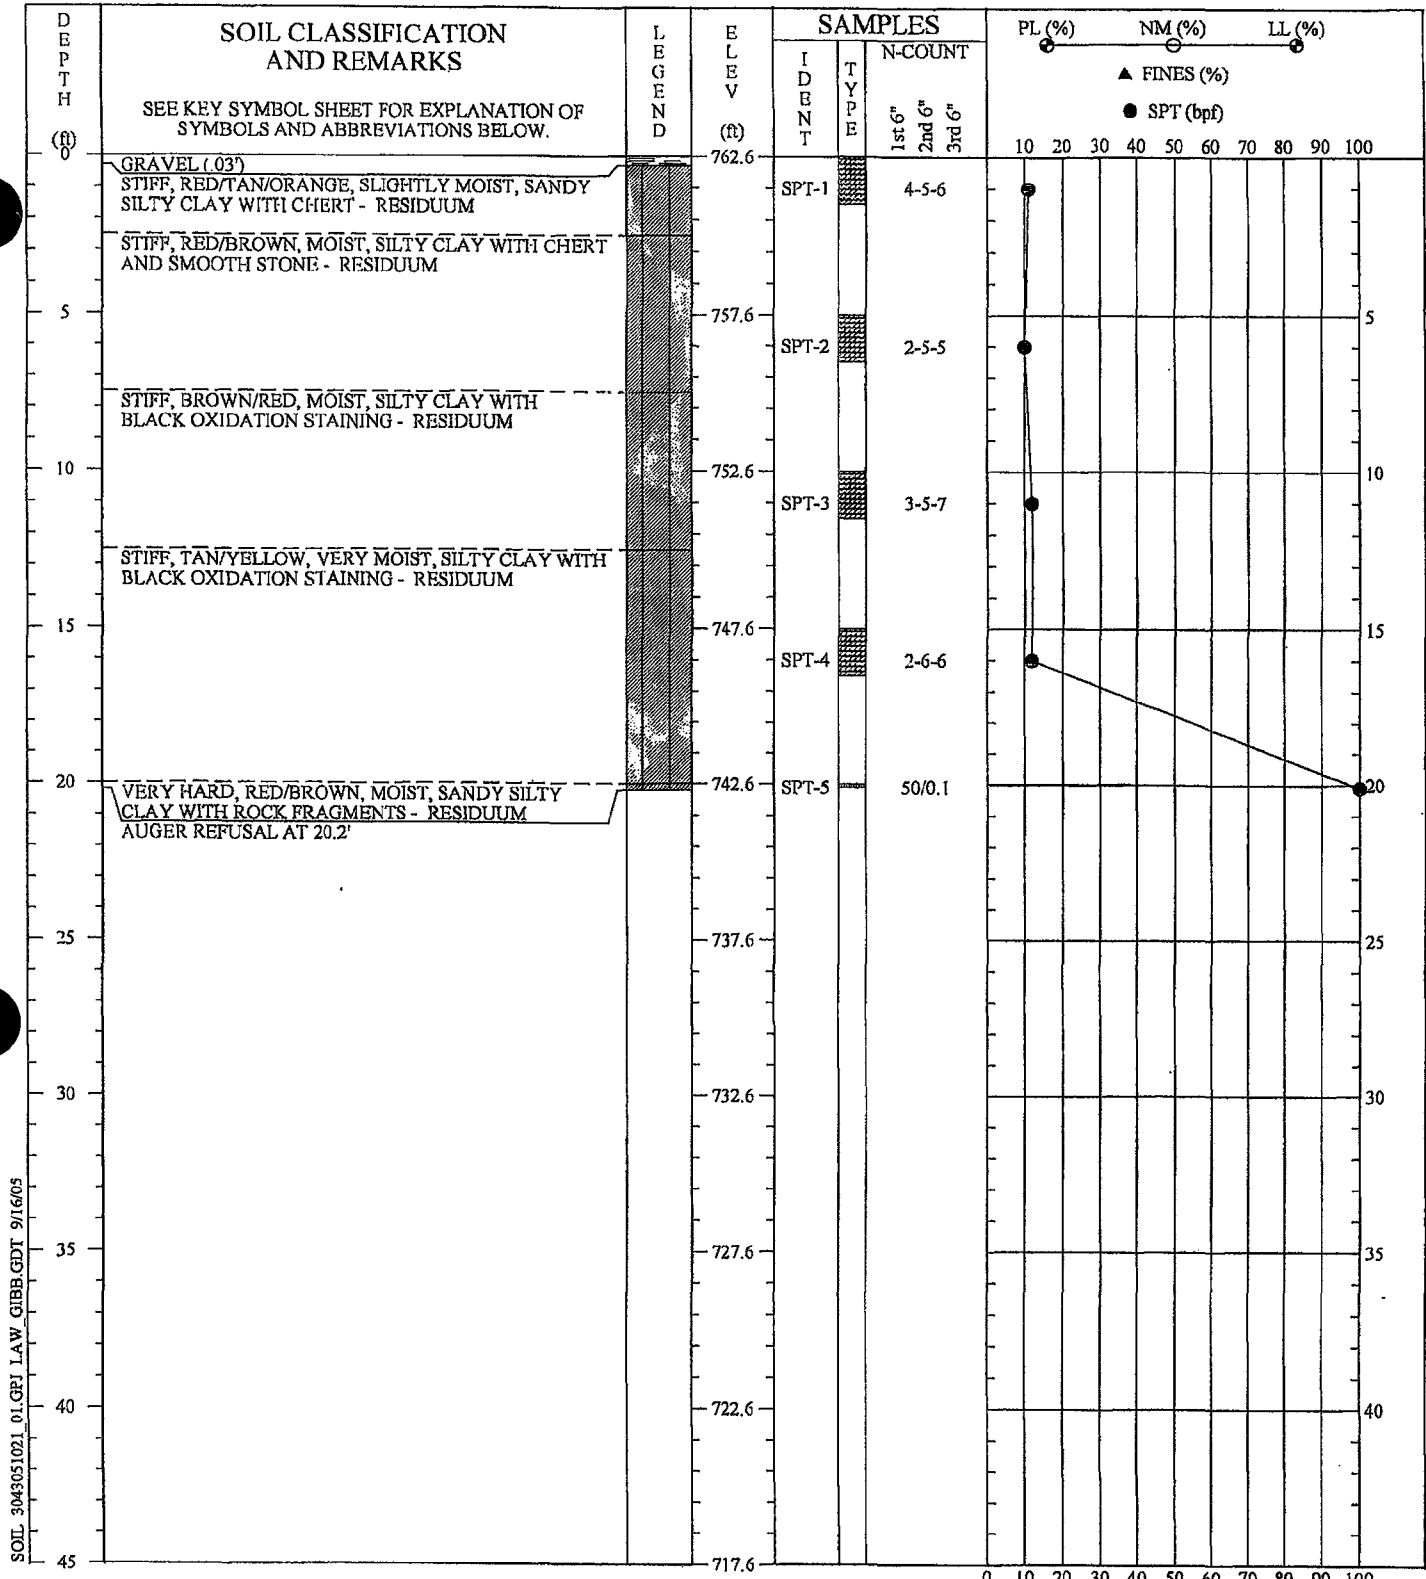 DEPTH (ft)
SOIL CLASSIFICATION
AND REMARKS
SEE KEY SYMBOL SHEET FOR EXPLANATION OF
SYMBOLS AND ABBREVIATIONS BELOW.
LEGEND
ELEV (ft)
SAMPLES
IDENT
TYPE
N-COUNT
1st 6"
2nd 6"
3rd 6"
PL (%) NM (%) LL (%)
▲ FINES (%)
● SPT (bpf)
10 20 30 40 50 60 70 80 90 100
0
GRAVEL (.03')
762.6
STIFF, RED/TAN/ORANGE, SLIGHTLY MOIST, SANDY
SILTY CLAY WITH CHERT - RESIDUUM
SPT-1 4-5-6
STIFF, RED/BROWN, MOIST, SILTY CLAY WITH CHERT
AND SMOOTH STONE - RESIDUUM
5 757.6 5
SPT-2 2-5-5
STIFF, BROWN/RED, MOIST, SILTY CLAY WITH
BLACK OXIDATION STAINING - RESIDUUM
10 752.6 10
SPT-3 3-5-7
STIFF, TAN/YELLOW, VERY MOIST, SILTY CLAY WITH
BLACK OXIDATION STAINING - RESIDUUM
15 747.6 15
SPT-4 2-6-6
20 742.6 SPT-5 50/0.1 20
VERY HARD, RED/BROWN, MOIST, SANDY SILTY
CLAY WITH ROCK FRAGMENTS - RESIDUUM
AUGER REFUSAL AT 20.2'
25 737.6 25
30 732.6 30
35 727.6 35
40 722.6 40
45 717.6
0 10 20 30 40 50 60 70 80 90 100
SOIL 3043051021_01.GPJ LAW_GIBB.GDT 9/16/05